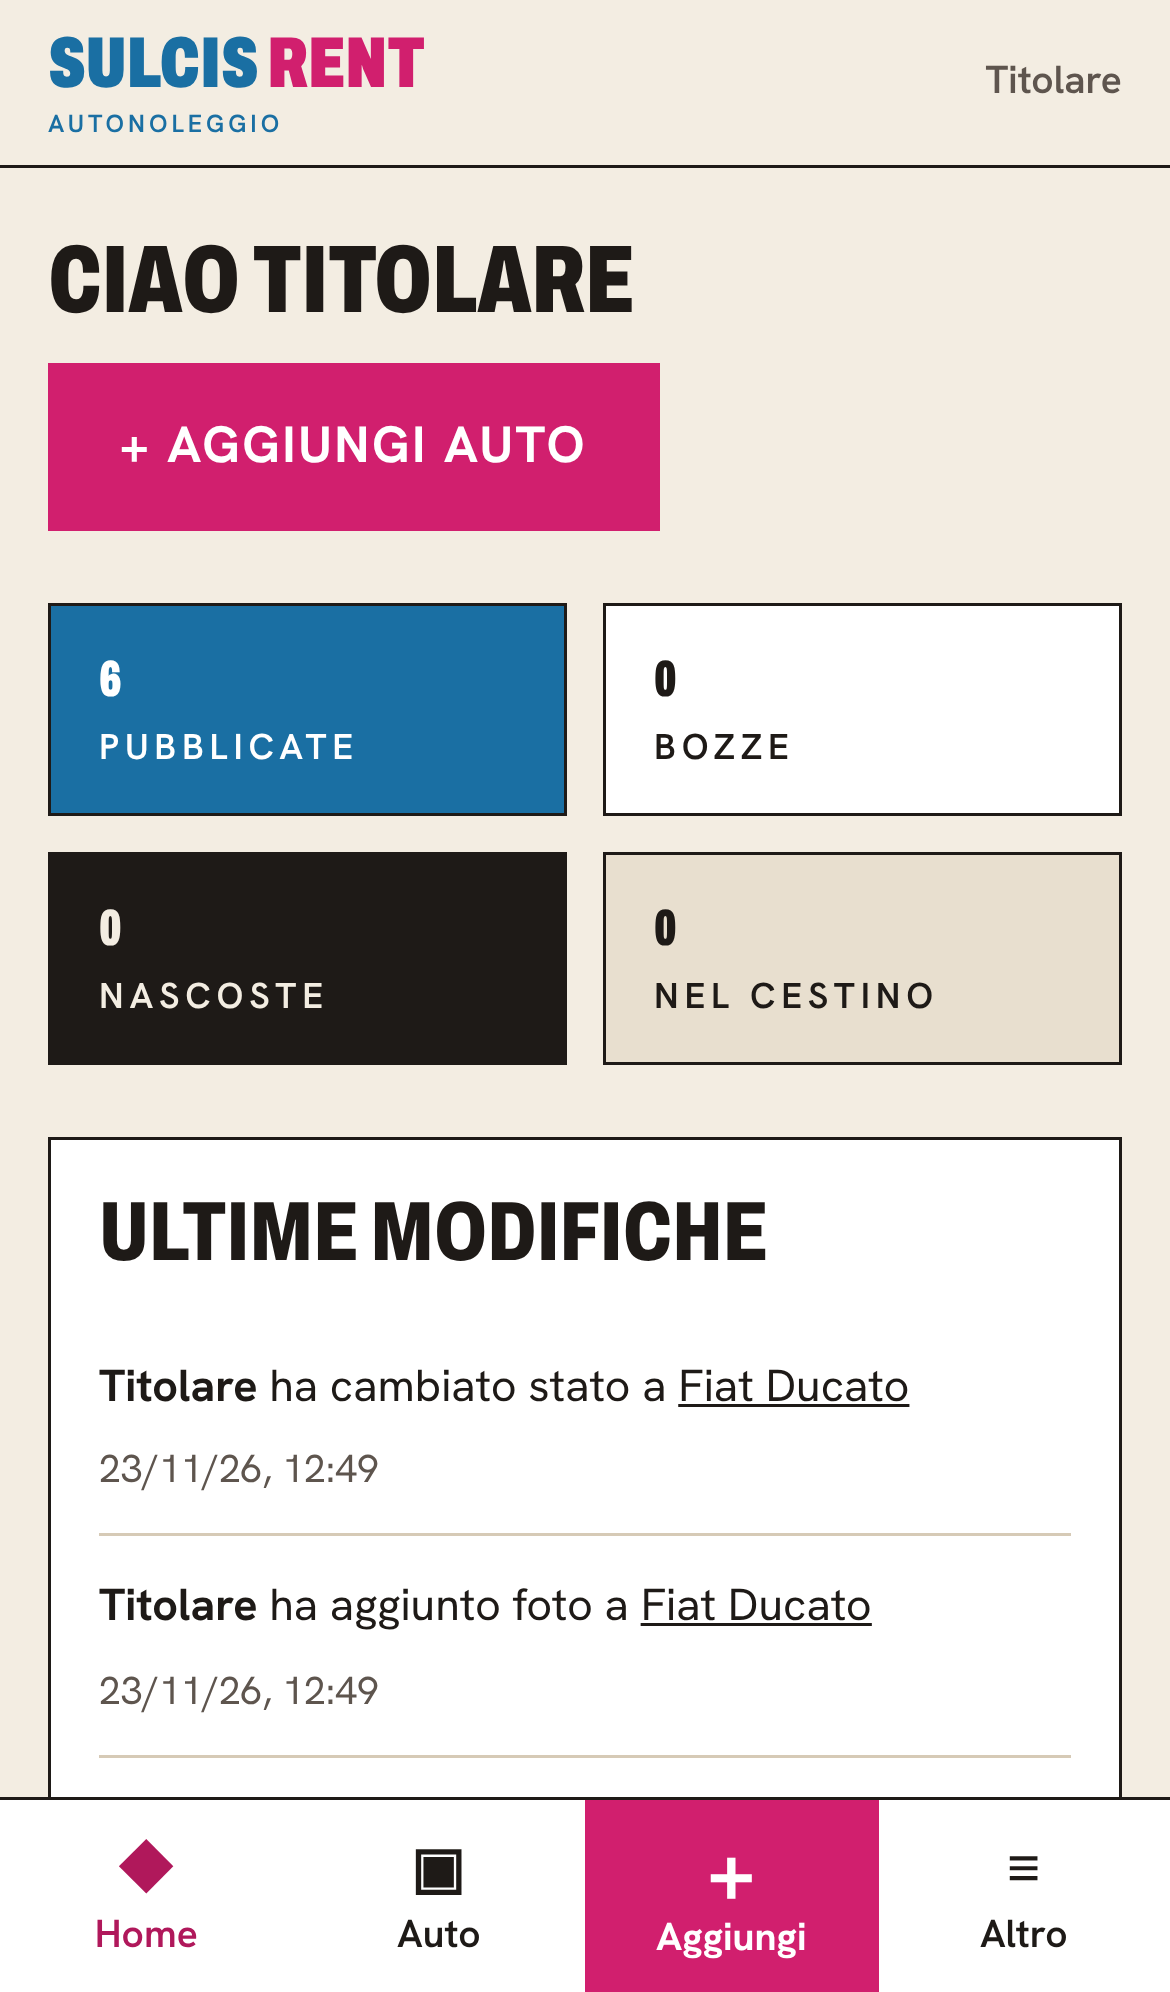 SULCIS RENT
AUTONOLEGGIO
Titolare
CIAO TITOLARE
+ AGGIUNGI AUTO
6
PUBBLICATE
0
BOZZE
0
NASCOSTE
0
NEL CESTINO
ULTIME MODIFICHE
Titolare ha cambiato stato a Fiat Ducato
23/11/26, 12:49
Titolare ha aggiunto foto a Fiat Ducato
23/11/26, 12:49
Home
Auto
+
Aggiungi
Altro